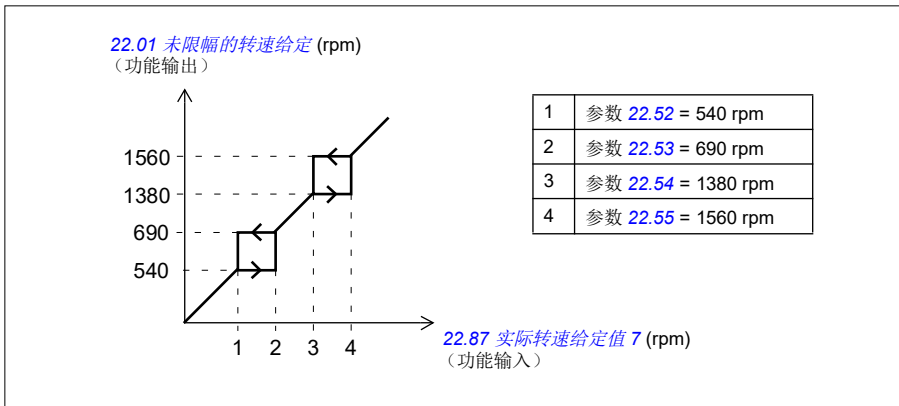 22.01 未限幅的转速给定 (rpm)
（功能输出）
1560
1380
690
540
1 2 3 4
22.87 实际转速给定值 7 (rpm)
（功能输入）
1 参数 22.52 = 540 rpm
2 参数 22.53 = 690 rpm
3 参数 22.54 = 1380 rpm
4 参数 22.55 = 1560 rpm